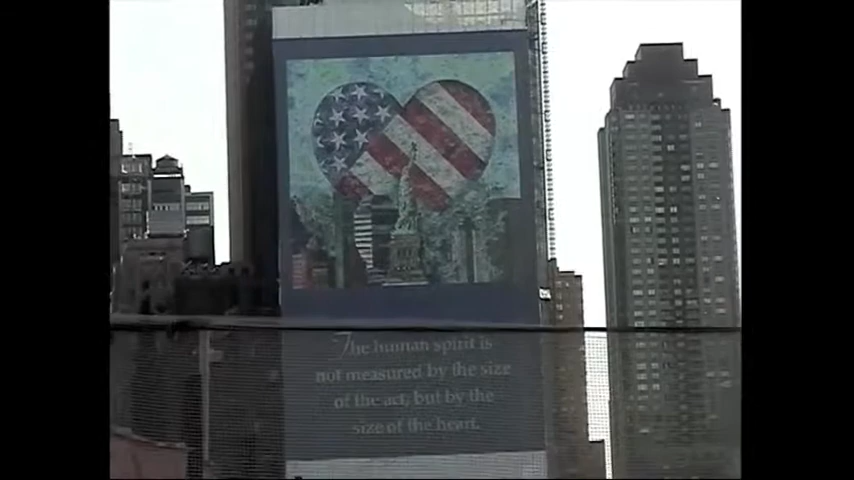 The human spirit is
not measured by the size
of the act, but by the
size of the heart.